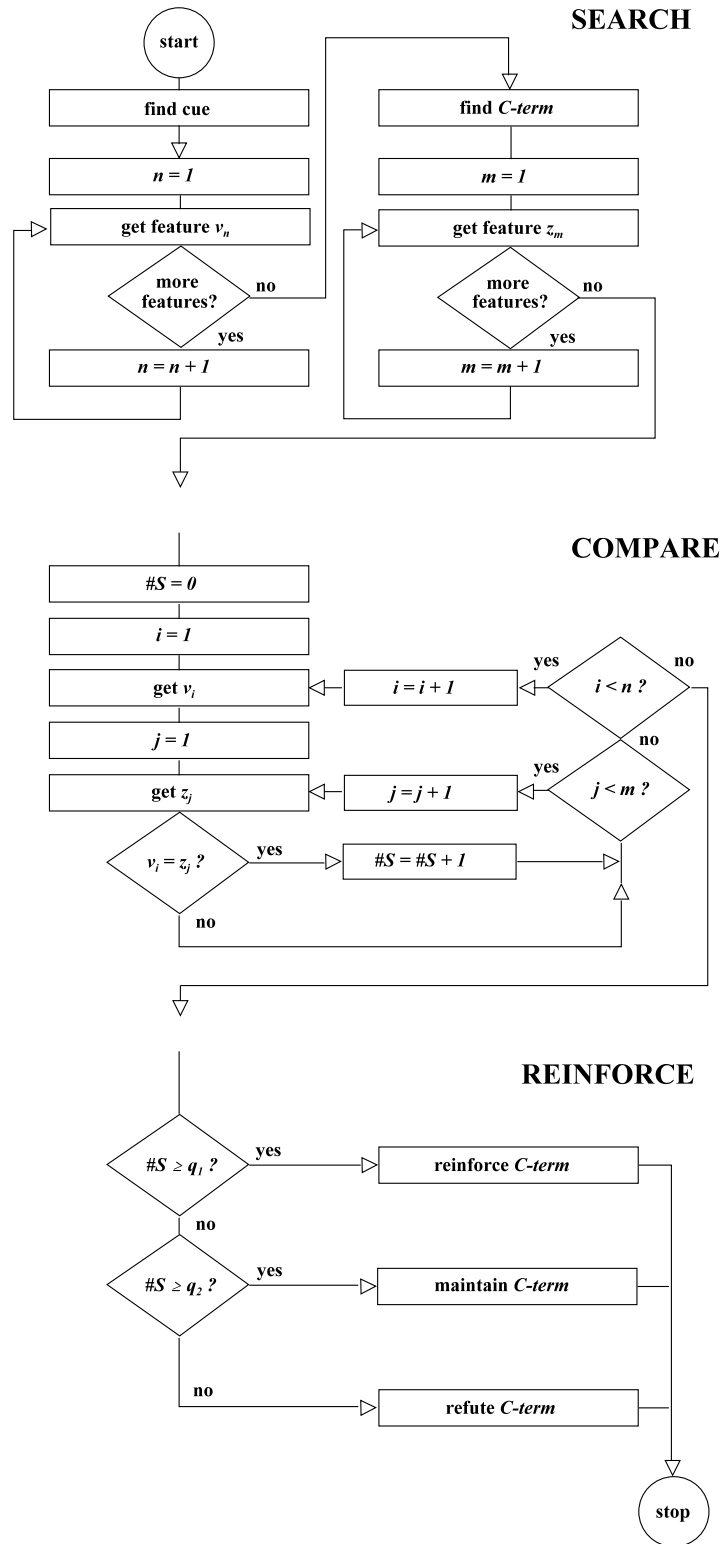 SEARCH
start
find cue
n = 1
get feature vn
more
features?
no
yes
n = n + 1
find C-term
m = 1
get feature zm
more
features?
no
yes
m = m + 1
COMPARE
#S = 0
i = 1
get vi
j = 1
get zj
vi = zj ?
yes
no
#S = #S + 1
i = i + 1
yes
i < n ?
no
no
j = j + 1
yes
j < m ?
REINFORCE
#S ≥ q1 ?
yes
reinforce C-term
no
#S ≥ q2 ?
yes
maintain C-term
no
refute C-term
stop